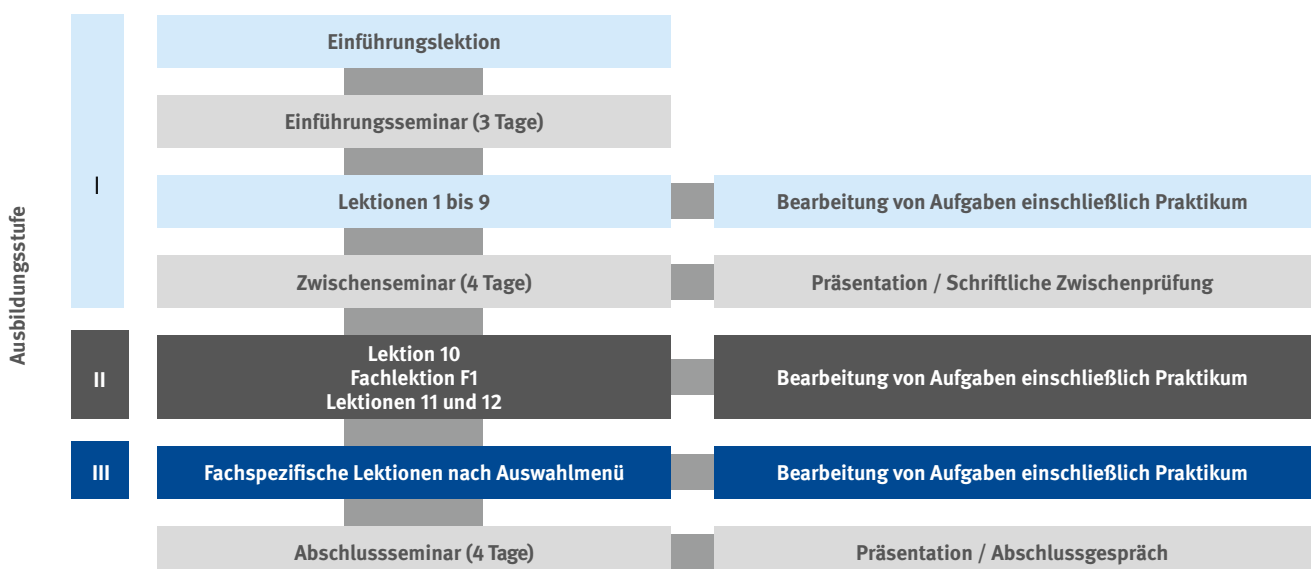 Ausbildungsstufe
I
Einführungslektion
Einführungsseminar (3 Tage)
Lektionen 1 bis 9
Bearbeitung von Aufgaben einschließlich Praktikum
Zwischenseminar (4 Tage)
Präsentation / Schriftliche Zwischenprüfung
II
Lektion 10
Fachlektion F1
Lektionen 11 und 12
Bearbeitung von Aufgaben einschließlich Praktikum
III
Fachspezifische Lektionen nach Auswahlmenü
Bearbeitung von Aufgaben einschließlich Praktikum
Abschlussseminar (4 Tage)
Präsentation / Abschlussgespräch